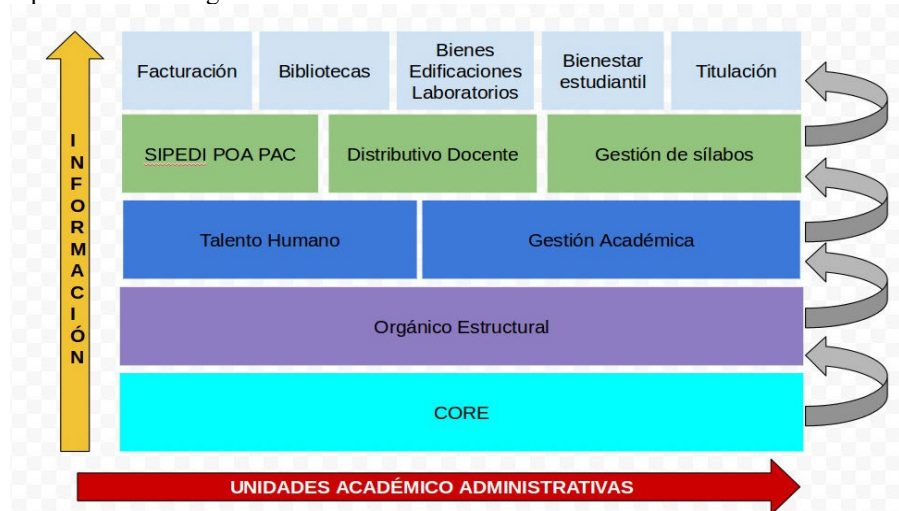 Facturación
Bibliotecas
Bienes
Edificaciones
Laboratorios
Bienestar
estudiantil
Titulación
SIPEDI POA PAC
Distributivo Docente
Gestión de sílabos
Talento Humano
Gestión Académica
Orgánico Estructural
CORE
INFORMACIÓN
UNIDADES ACADÉMICO ADMINISTRATIVAS